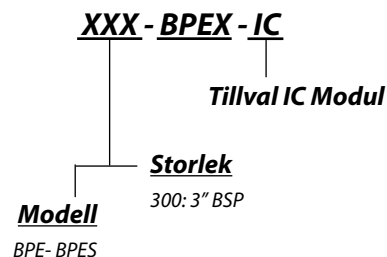 XXX - BPEX - IC
Tillval IC Modul
Storlek
300: 3” BSP
Modell
BPE- BPES